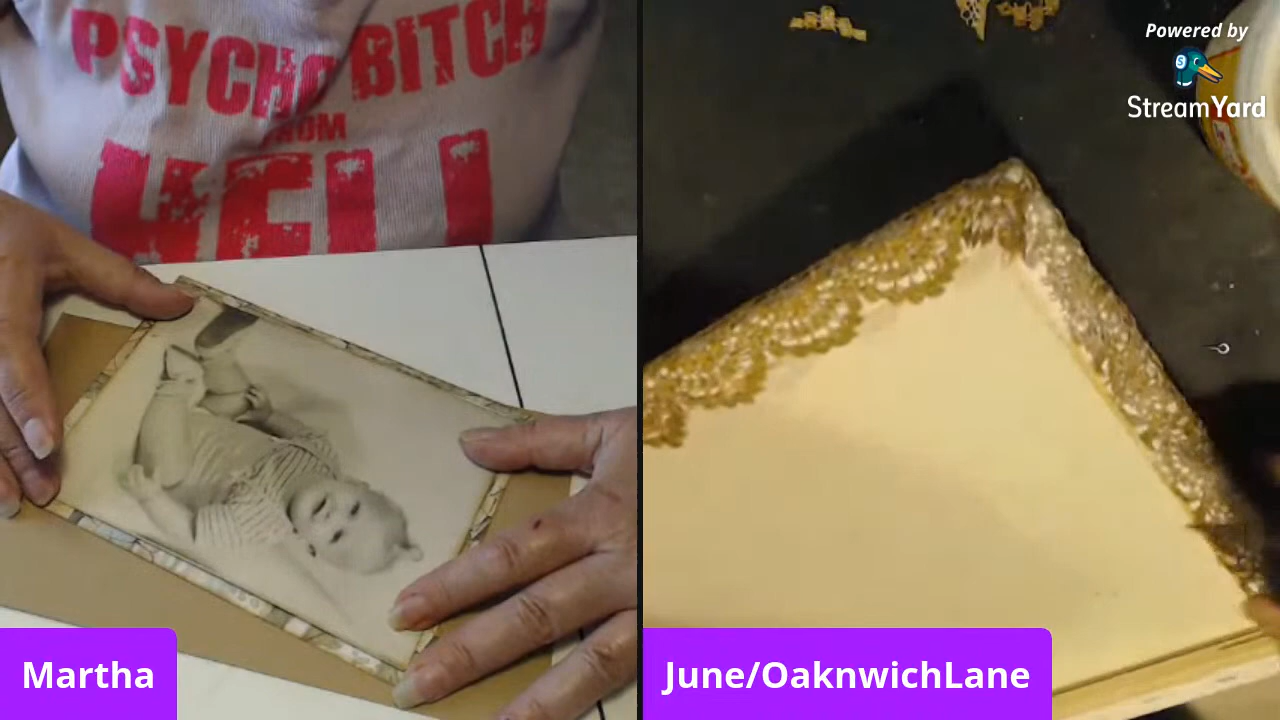 PSYCHO BITCH
FROM
HELL
Powered by
StreamYard
Martha
June/OaknwichLane